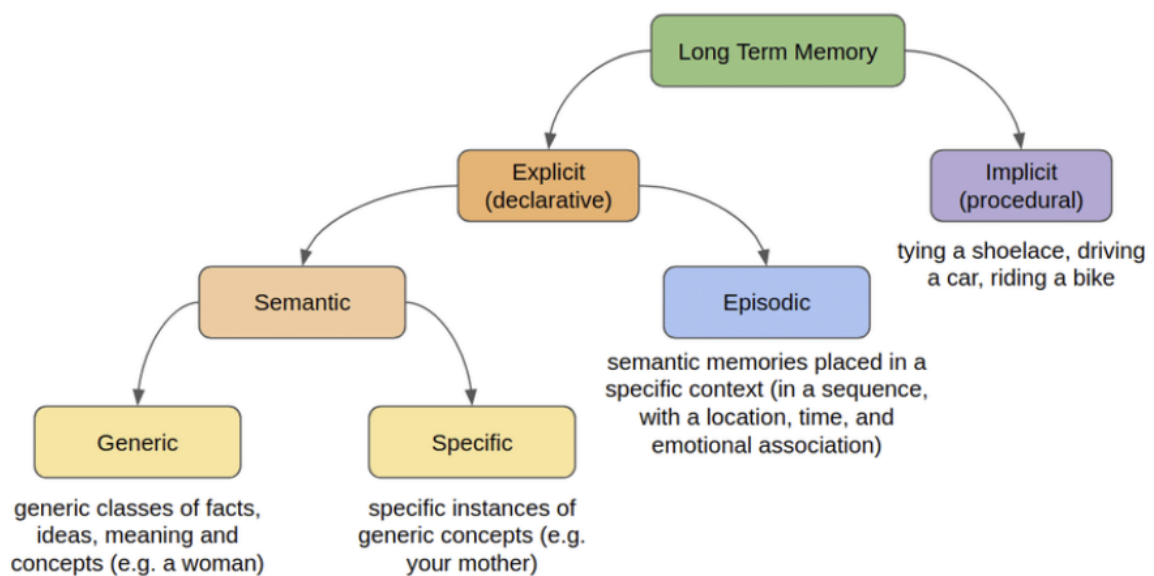 Long Term Memory
Explicit
(declarative)
Implicit
(procedural)
tying a shoelace, driving
a car, riding a bike
Semantic
Episodic
semantic memories placed in a
specific context (in a sequence,
with a location, time, and
emotional association)
Generic
Specific
generic classes of facts,
ideas, meaning and
concepts (e.g. a woman)
specific instances of
generic concepts (e.g.
your mother)